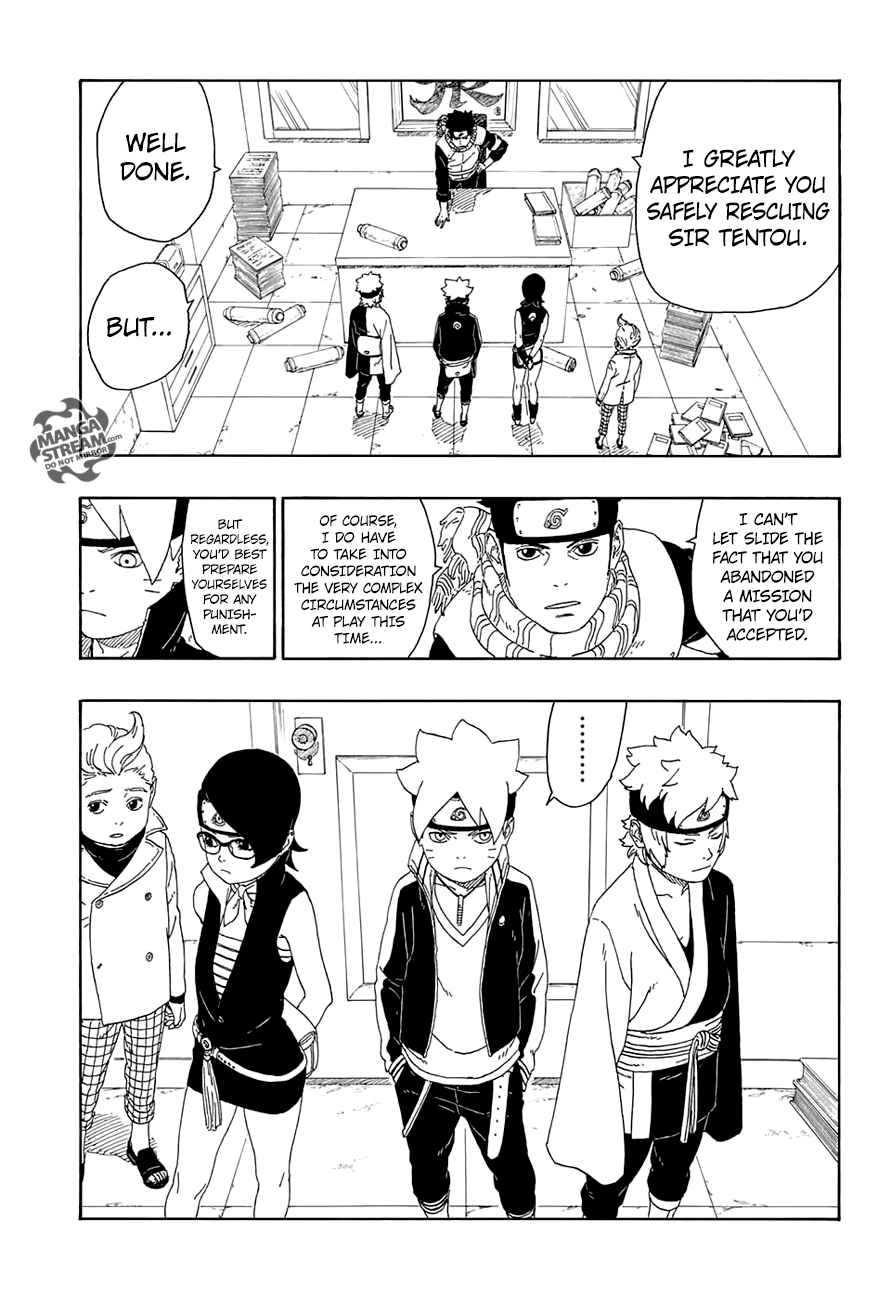 I GREATLY
APPRECIATE YOU
SAFELY RESCUING
SIR TENTOU.
WELL
DONE.
BUT...
MANGA
STREAM.com
DO NOT MIRROR
I CAN'T
LET SLIDE THE
FACT THAT YOU
ABANDONED
A MISSION
THAT YOU'D
ACCEPTED.
OF COURSE,
I DO HAVE
TO TAKE INTO
CONSIDERATION
THE VERY COMPLEX
CIRCUMSTANCES
AT PLAY THIS
TIME...
BUT
REGARDLESS,
YOU'D BEST
PREPARE
YOURSELVES
FOR ANY
PUNISH-
MENT.
........